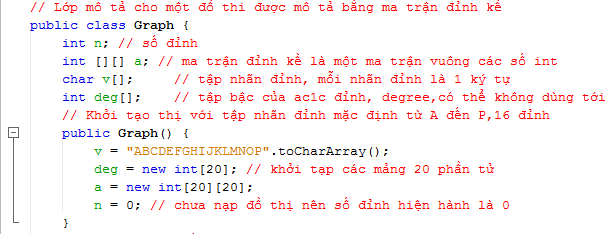 // Lớp mô tả cho một đồ thi được mô tả bằng ma trận đỉnh kề
public class Graph {
int n; // số đỉnh
int [][] a; // ma trận đỉnh kề là một ma trận vuông các số int
char v[]; // tập nhãn đỉnh, mỗi nhãn đỉnh là 1 ký tự
int deg[]; // tập bậc của ac1c đỉnh, degree,có thể không dùng tới
// Khởi tạo thị với tập nhãn đỉnh mặc định từ A đến P,16 đỉnh
public Graph() {
v = "ABCDEFGHIJKLMNOP".toCharArray();
deg = new int[20]; // khởi tạp các mảng 20 phần tử
a = new int[20][20];
n = 0; // chưa nạp đồ thị nên số đỉnh hiện hành là 0
}